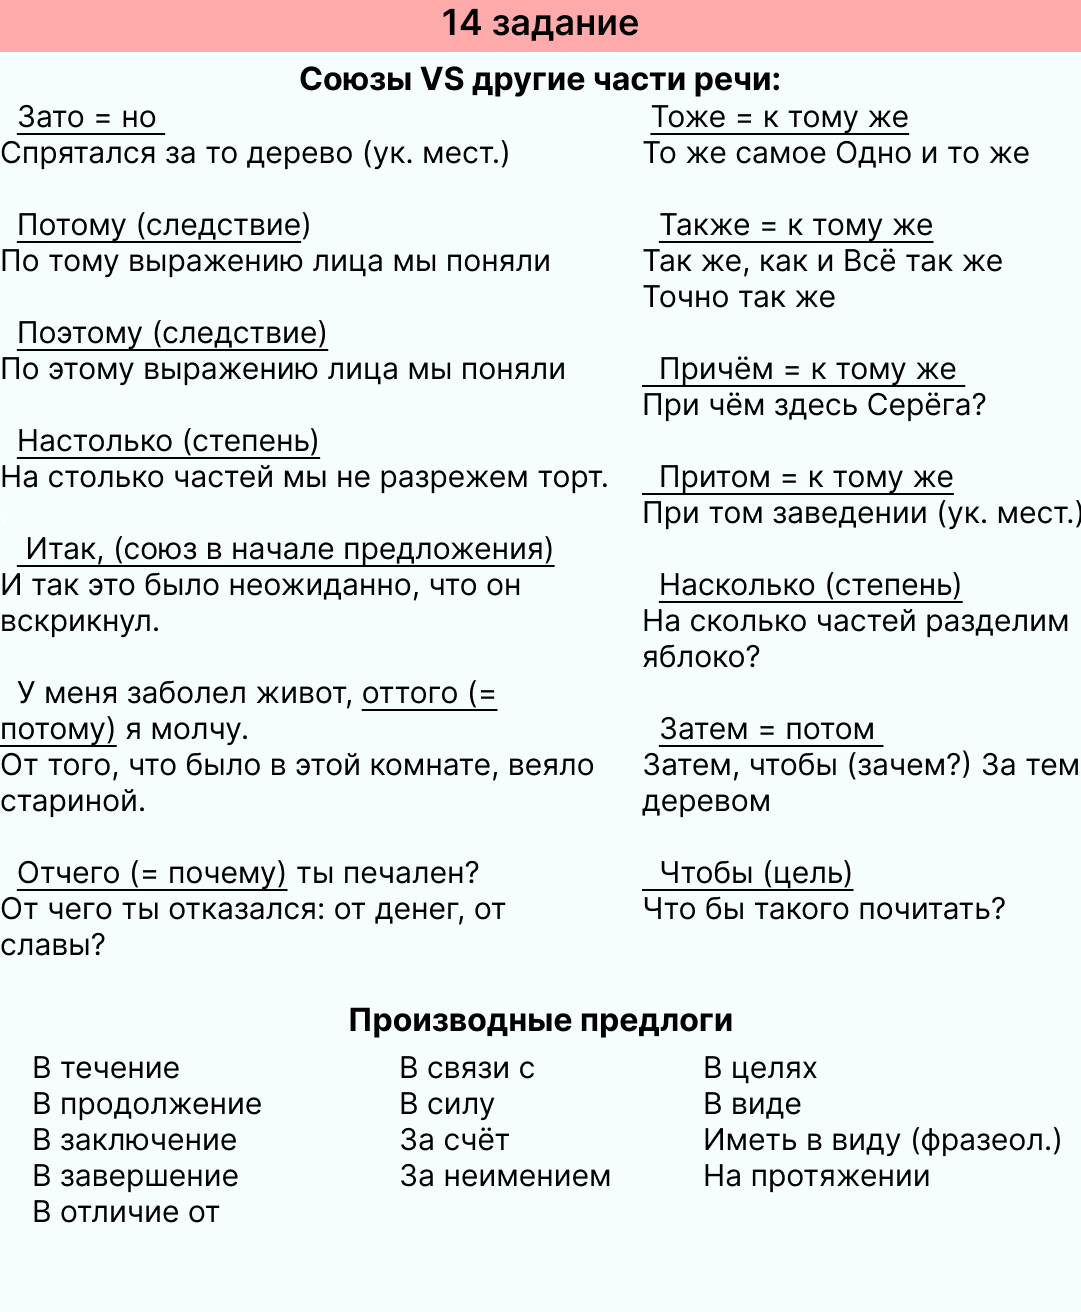 14 задание
Союзы VS другие части речи:
Зато = но
Спрятался за то дерево (ук. мест.)
Потому (следствие)
По тому выражению лица мы поняли
Поэтому (следствие)
По этому выражению лица мы поняли
Настолько (степень)
На столько частей мы не разрежем торт.
Итак, (союз в начале предложения)
И так это было неожиданно, что он
вскрикнул.
У меня заболел живот, оттого (=
потому) я молчу.
От того, что было в этой комнате, веяло
стариной.
Отчего (= почему) ты печален?
От чего ты отказался: от денег, от
славы?
Тоже = к тому же
То же самое Одно и то же
Также = к тому же
Так же, как и Всё так же
Точно так же
Причём = к тому же
При чём здесь Серёга?
Притом = к тому же
При том заведении (ук. мест.)
Насколько (степень)
На сколько частей разделим
яблоко?
Затем = потом
Затем, чтобы (зачем?) За тем
деревом
Чтобы (цель)
Что бы такого почитать?
Производные предлоги
В течение
В продолжение
В заключение
В завершение
В отличие от
В связи с
В силу
За счёт
За неимением
В целях
В виде
Иметь в виду (фразеол.)
На протяжении